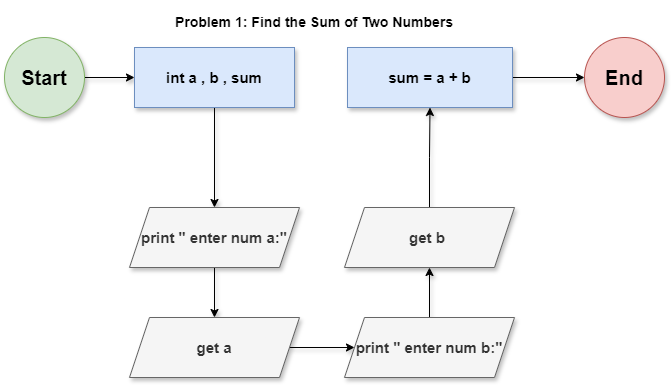 Problem 1: Find the Sum of Two Numbers
Start
int a , b , sum
print " enter num a:"
get a
print " enter num b:"
get b
sum = a + b
End